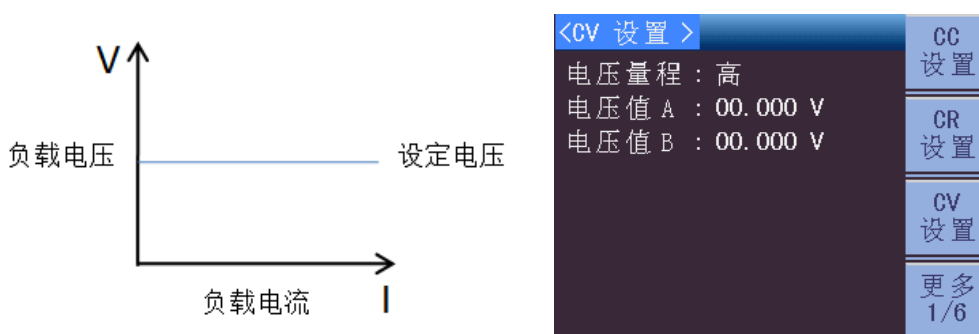 V
负载电压
设定电压
负载电流
I
<CV 设置 >
电压量程 : 高
电压值 A : 00.000 V
电压值 B : 00.000 V
CC
设置
CR
设置
CV
设置
更多
1/6